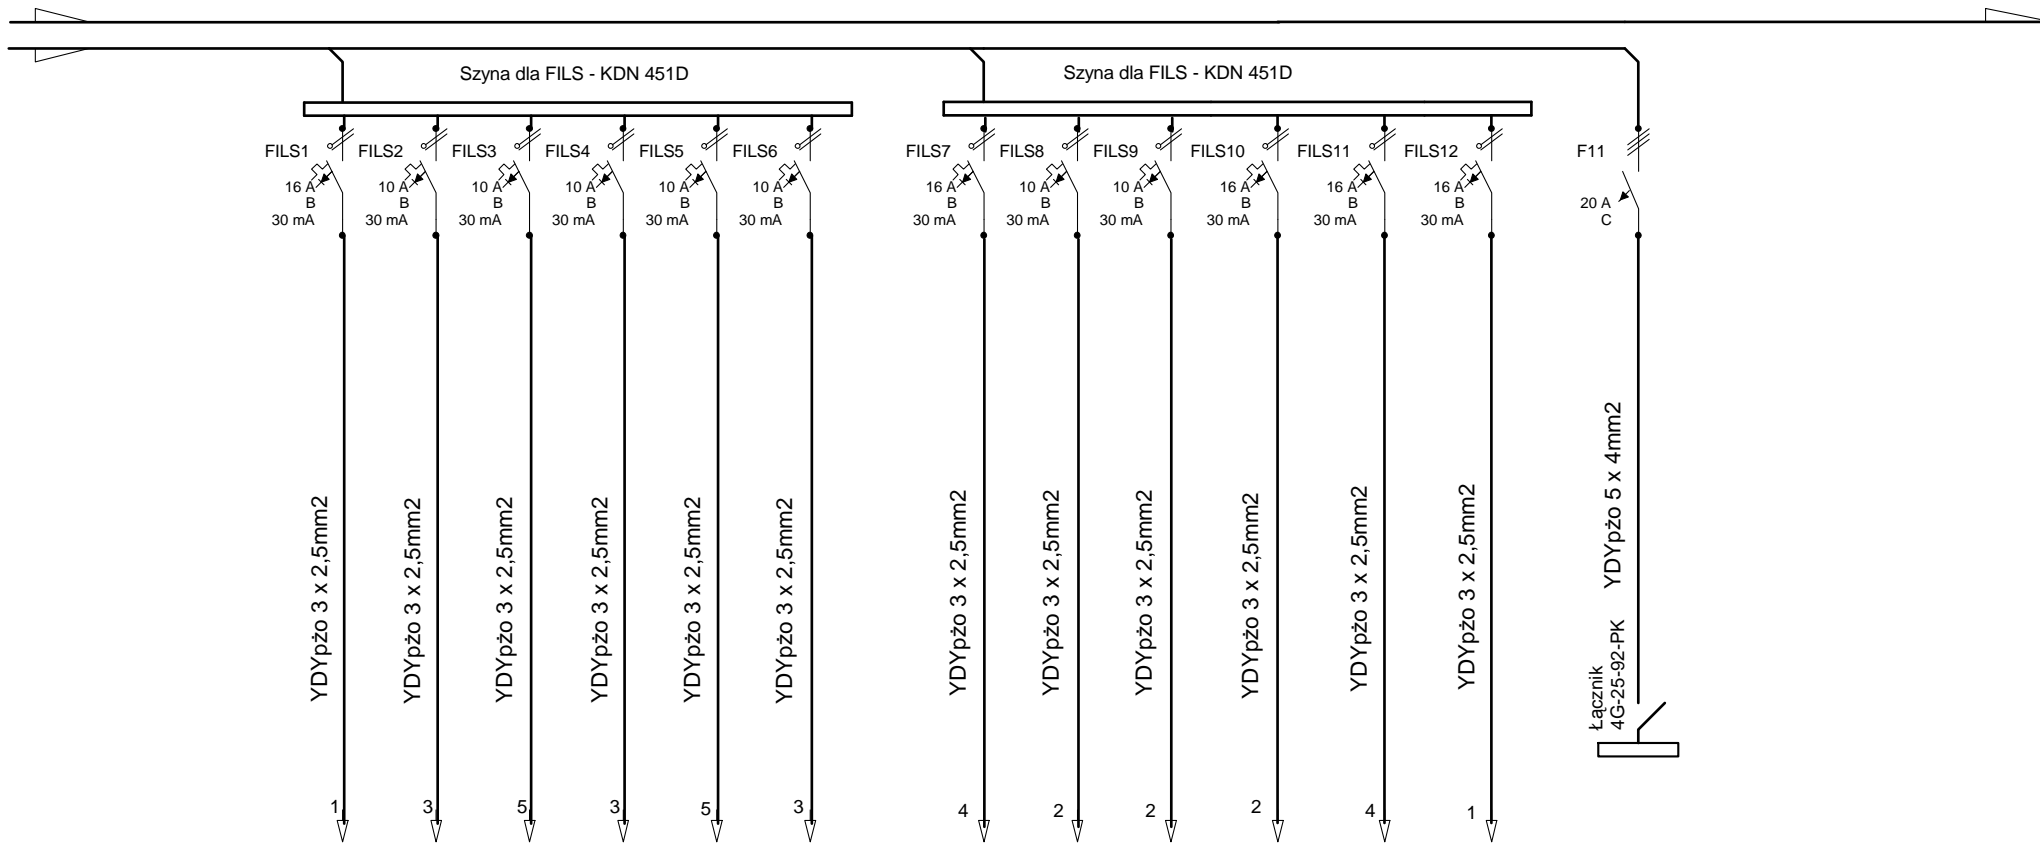 Szyna dla FILS - KDN 451D
Szyna dla FILS - KDN 451D
FILS1
16 A
B
30 mA
FILS2
10 A
B
30 mA
FILS3
10 A
B
30 mA
FILS4
10 A
B
30 mA
FILS5
10 A
B
30 mA
FILS6
10 A
B
30 mA
FILS7
16 A
B
30 mA
FILS8
10 A
B
30 mA
FILS9
10 A
B
30 mA
FILS10
16 A
B
30 mA
FILS11
16 A
B
30 mA
FILS12
16 A
B
30 mA
F11
20 A
C
YDYpżo 3 x 2,5mm2
YDYpżo 3 x 2,5mm2
YDYpżo 3 x 2,5mm2
YDYpżo 3 x 2,5mm2
YDYpżo 3 x 2,5mm2
YDYpżo 3 x 2,5mm2
YDYpżo 3 x 2,5mm2
YDYpżo 3 x 2,5mm2
YDYpżo 3 x 2,5mm2
YDYpżo 3 x 2,5mm2
YDYpżo 3 x 2,5mm2
YDYpżo 3 x 2,5mm2
YDYpżo 5 x 4mm2
Łącznik
4G-25-92-PK
1
3
5
3
5
3
4
2
2
2
4
1